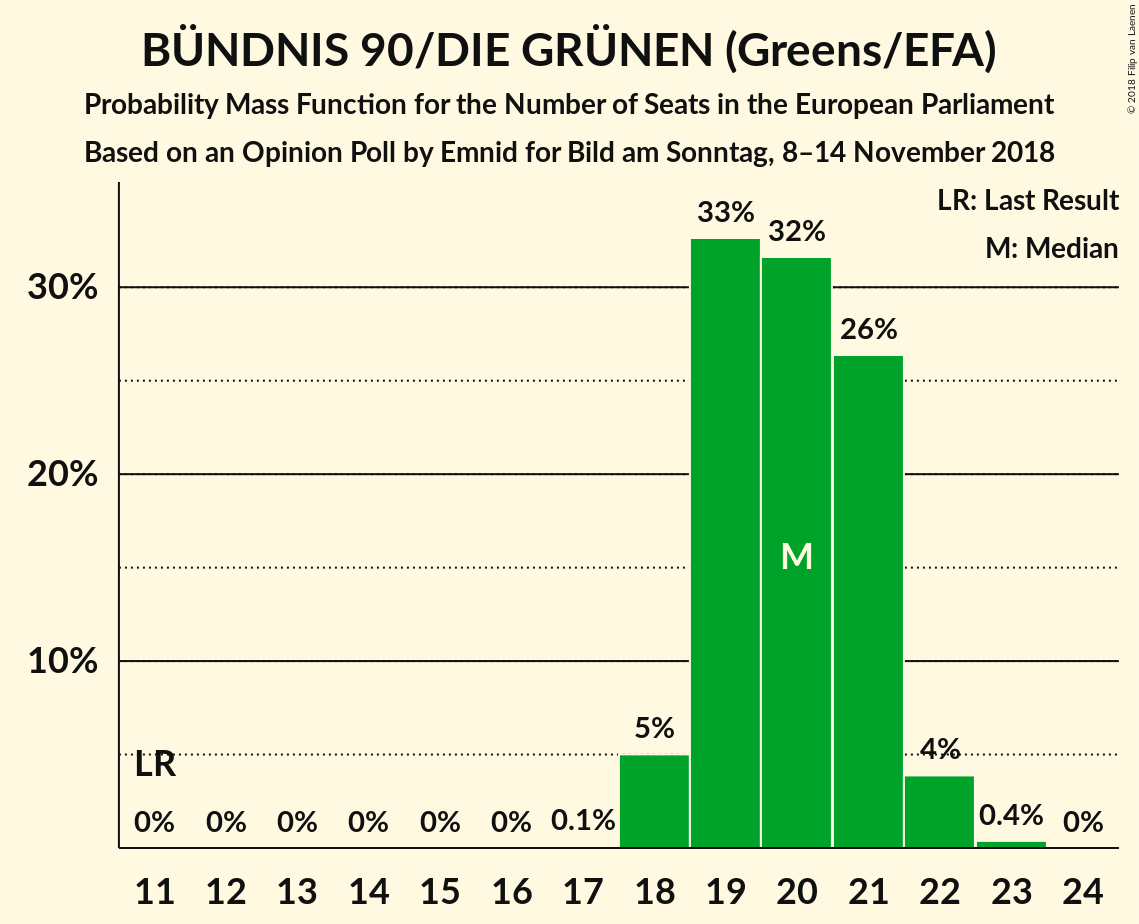 BÜNDNIS 90/DIE GRÜNEN (Greens/EFA)
Probability Mass Function for the Number of Seats in the European Parliament
Based on an Opinion Poll by Emnid for Bild am Sonntag, 8–14 November 2018
© 2018 Filip van Laenen
LR: Last Result
M: Median
33%
32%
30%
26%
20%
M
10%
5%
4%
LR
0% 0% 0% 0% 0% 0% 0.1% 0.4% 0%
11 12 13 14 15 16 17 18 19 20 21 22 23 24